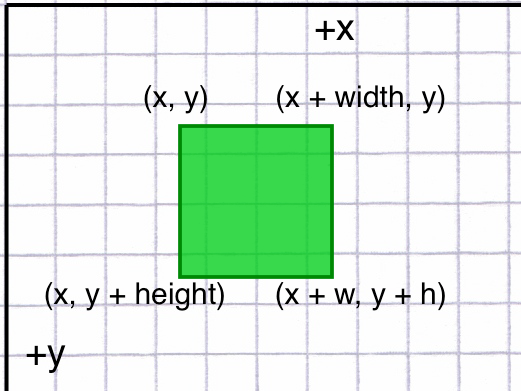 +x
(x, y)
(x + width, y)
(x, y + height)
(x + w, y + h)
+y